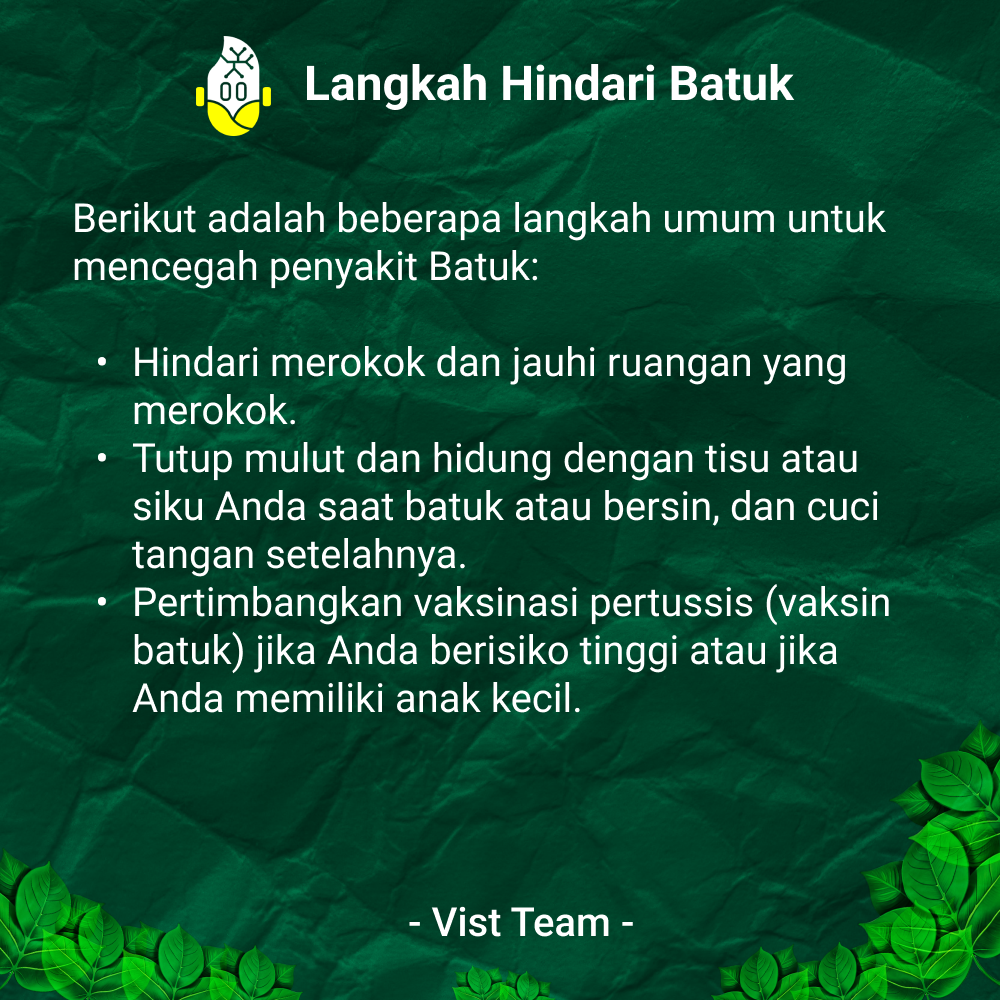 Langkah Hindari Batuk
Berikut adalah beberapa langkah umum untuk
mencegah penyakit Batuk:
• Hindari merokok dan jauhi ruangan yang
merokok.
• Tutup mulut dan hidung dengan tisu atau
siku Anda saat batuk atau bersin, dan cuci
tangan setelahnya.
• Pertimbangkan vaksinasi pertussis (vaksin
batuk) jika Anda berisiko tinggi atau jika
Anda memiliki anak kecil.
- Vist Team -